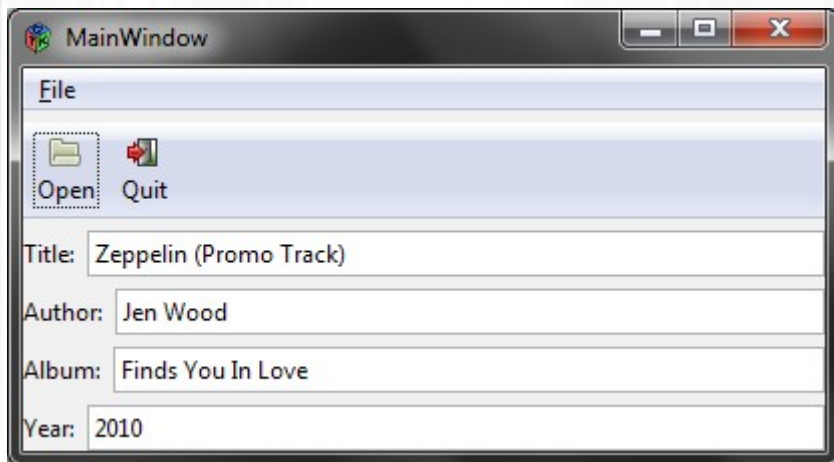 MainWindow
File
Open Quit
Title: Zeppelin (Promo Track)
Author: Jen Wood
Album: Finds You In Love
Year: 2010